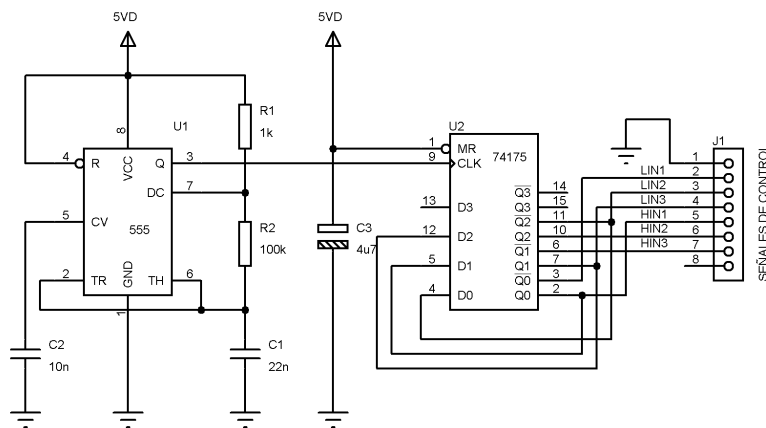 5VD
5VD
U1
R1
1k
8
VCC
4
R
Q
3
DC
7
5
CV
555
R2
100k
2
TR
GND
TH
6
1
C2
10n
C1
22n
C3
4u7
U2
74175
1
MR
9
CLK
Q3
14
13
D3
Q3
15
Q2
11
12
D2
Q2
10
Q1
6
5
D1
Q1
7
Q0
3
4
D0
Q0
2
J1
1
LIN1
2
LIN2
3
LIN3
4
HIN1
5
HIN2
6
HIN3
7
8
SEÑALES DE CONTROL